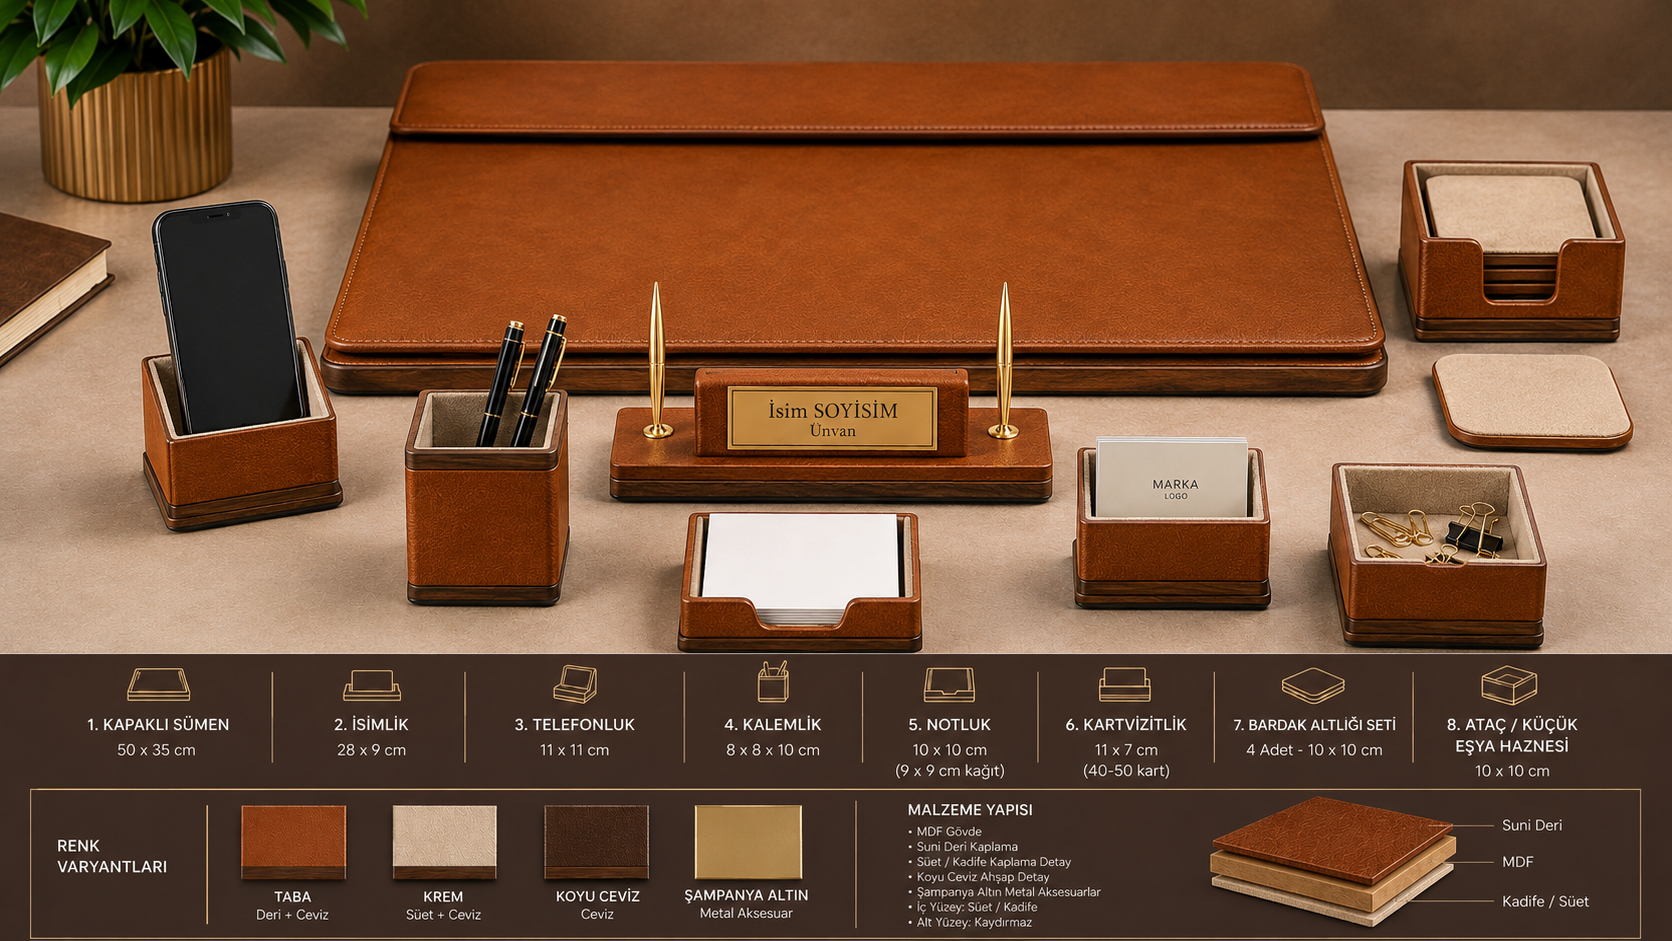 İsim SOYİSİM
Ünvan
MARKA
LOGO
1. KAPAKLI SÜMEN
50 x 35 cm
2. İSİMLİK
28 x 9 cm
3. TELEFONLUK
11 x 11 cm
4. KALEMLİK
8 x 8 x 10 cm
5. NOTLUK
10 x 10 cm
(9 x 9 cm kağıt)
6. KARTVİZİTLİK
11 x 7 cm
(40-50 kart)
7. BARDAK ALTLIĞI SETİ
4 Adet - 10 x 10 cm
8. ATAÇ / KÜÇÜK
EŞYA HAZNESİ
10 x 10 cm
RENK
VARYANTLARI
TABA
Deri + Ceviz
KREM
Süet + Ceviz
KOYU CEVİZ
Ceviz
ŞAMPANYA ALTIN
Metal Aksesuar
MALZEME YAPISI
• MDF Gövde
• Suni Deri Kaplama
• Süet / Kadife Kaplama Detay
• Koyu Ceviz Ahşap Detay
• Şampanya Altın Metal Aksesuarlar
• İç Yüzey: Süet / Kadife
• Alt Yüzey: Kaydırmaz
Suni Deri
MDF
Kadife / Süet